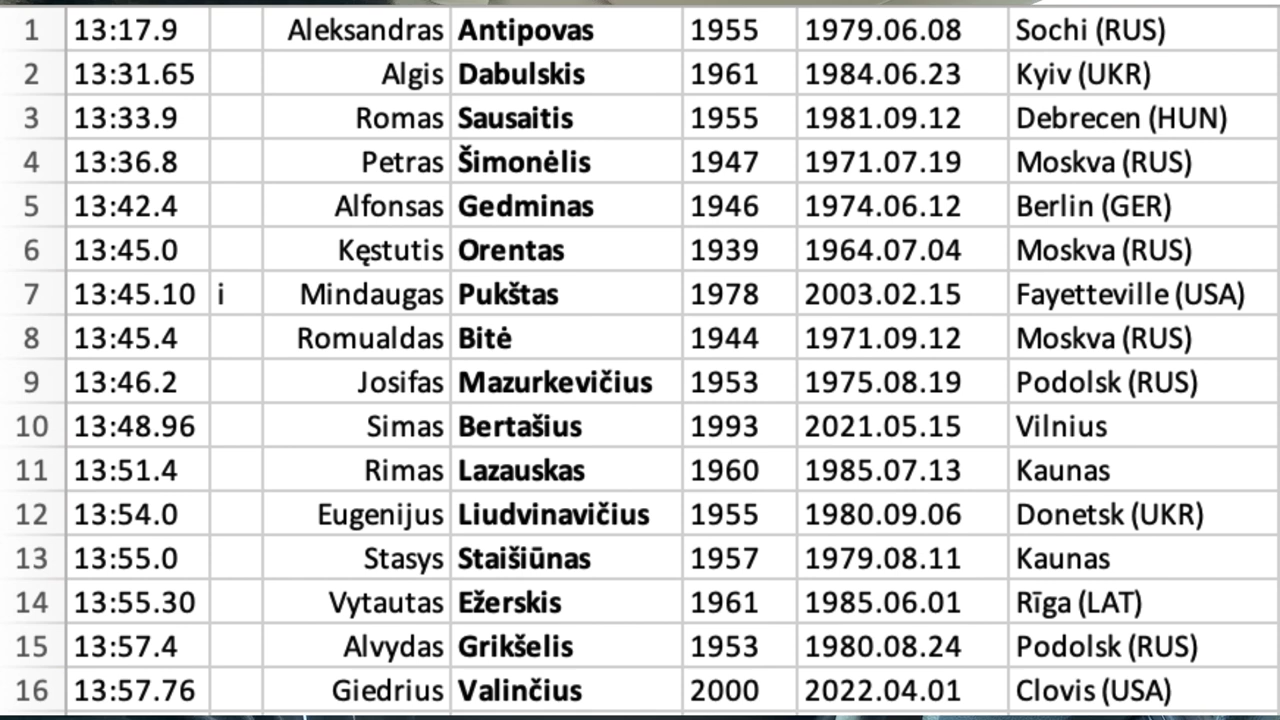 1 13:17.9 Aleksandras Antipovas 1955 1979.06.08 Sochi (RUS)
2 13:31.65 Algis Dabulskis 1961 1984.06.23 Kyiv (UKR)
3 13:33.9 Romas Sausaitis 1955 1981.09.12 Debrecen (HUN)
4 13:36.8 Petras Šimonėlis 1947 1971.07.19 Moskva (RUS)
5 13:42.4 Alfonsas Gedminas 1946 1974.06.12 Berlin (GER)
6 13:45.0 Kęstutis Orentas 1939 1964.07.04 Moskva (RUS)
7 13:45.10 i Mindaugas Pukštas 1978 2003.02.15 Fayetteville (USA)
8 13:45.4 Romualdas Bitė 1944 1971.09.12 Moskva (RUS)
9 13:46.2 Josifas Mazurkevičius 1953 1975.08.19 Podolsk (RUS)
10 13:48.96 Simas Bertašius 1993 2021.05.15 Vilnius
11 13:51.4 Rimas Lazauskas 1960 1985.07.13 Kaunas
12 13:54.0 Eugenijus Liudvinavičius 1955 1980.09.06 Donetsk (UKR)
13 13:55.0 Stasys Staišiūnas 1957 1979.08.11 Kaunas
14 13:55.30 Vytautas Ežerskis 1961 1985.06.01 Rīga (LAT)
15 13:57.4 Alvydas Grikšelis 1953 1980.08.24 Podolsk (RUS)
16 13:57.76 Giedrius Valinčius 2000 2022.04.01 Clovis (USA)